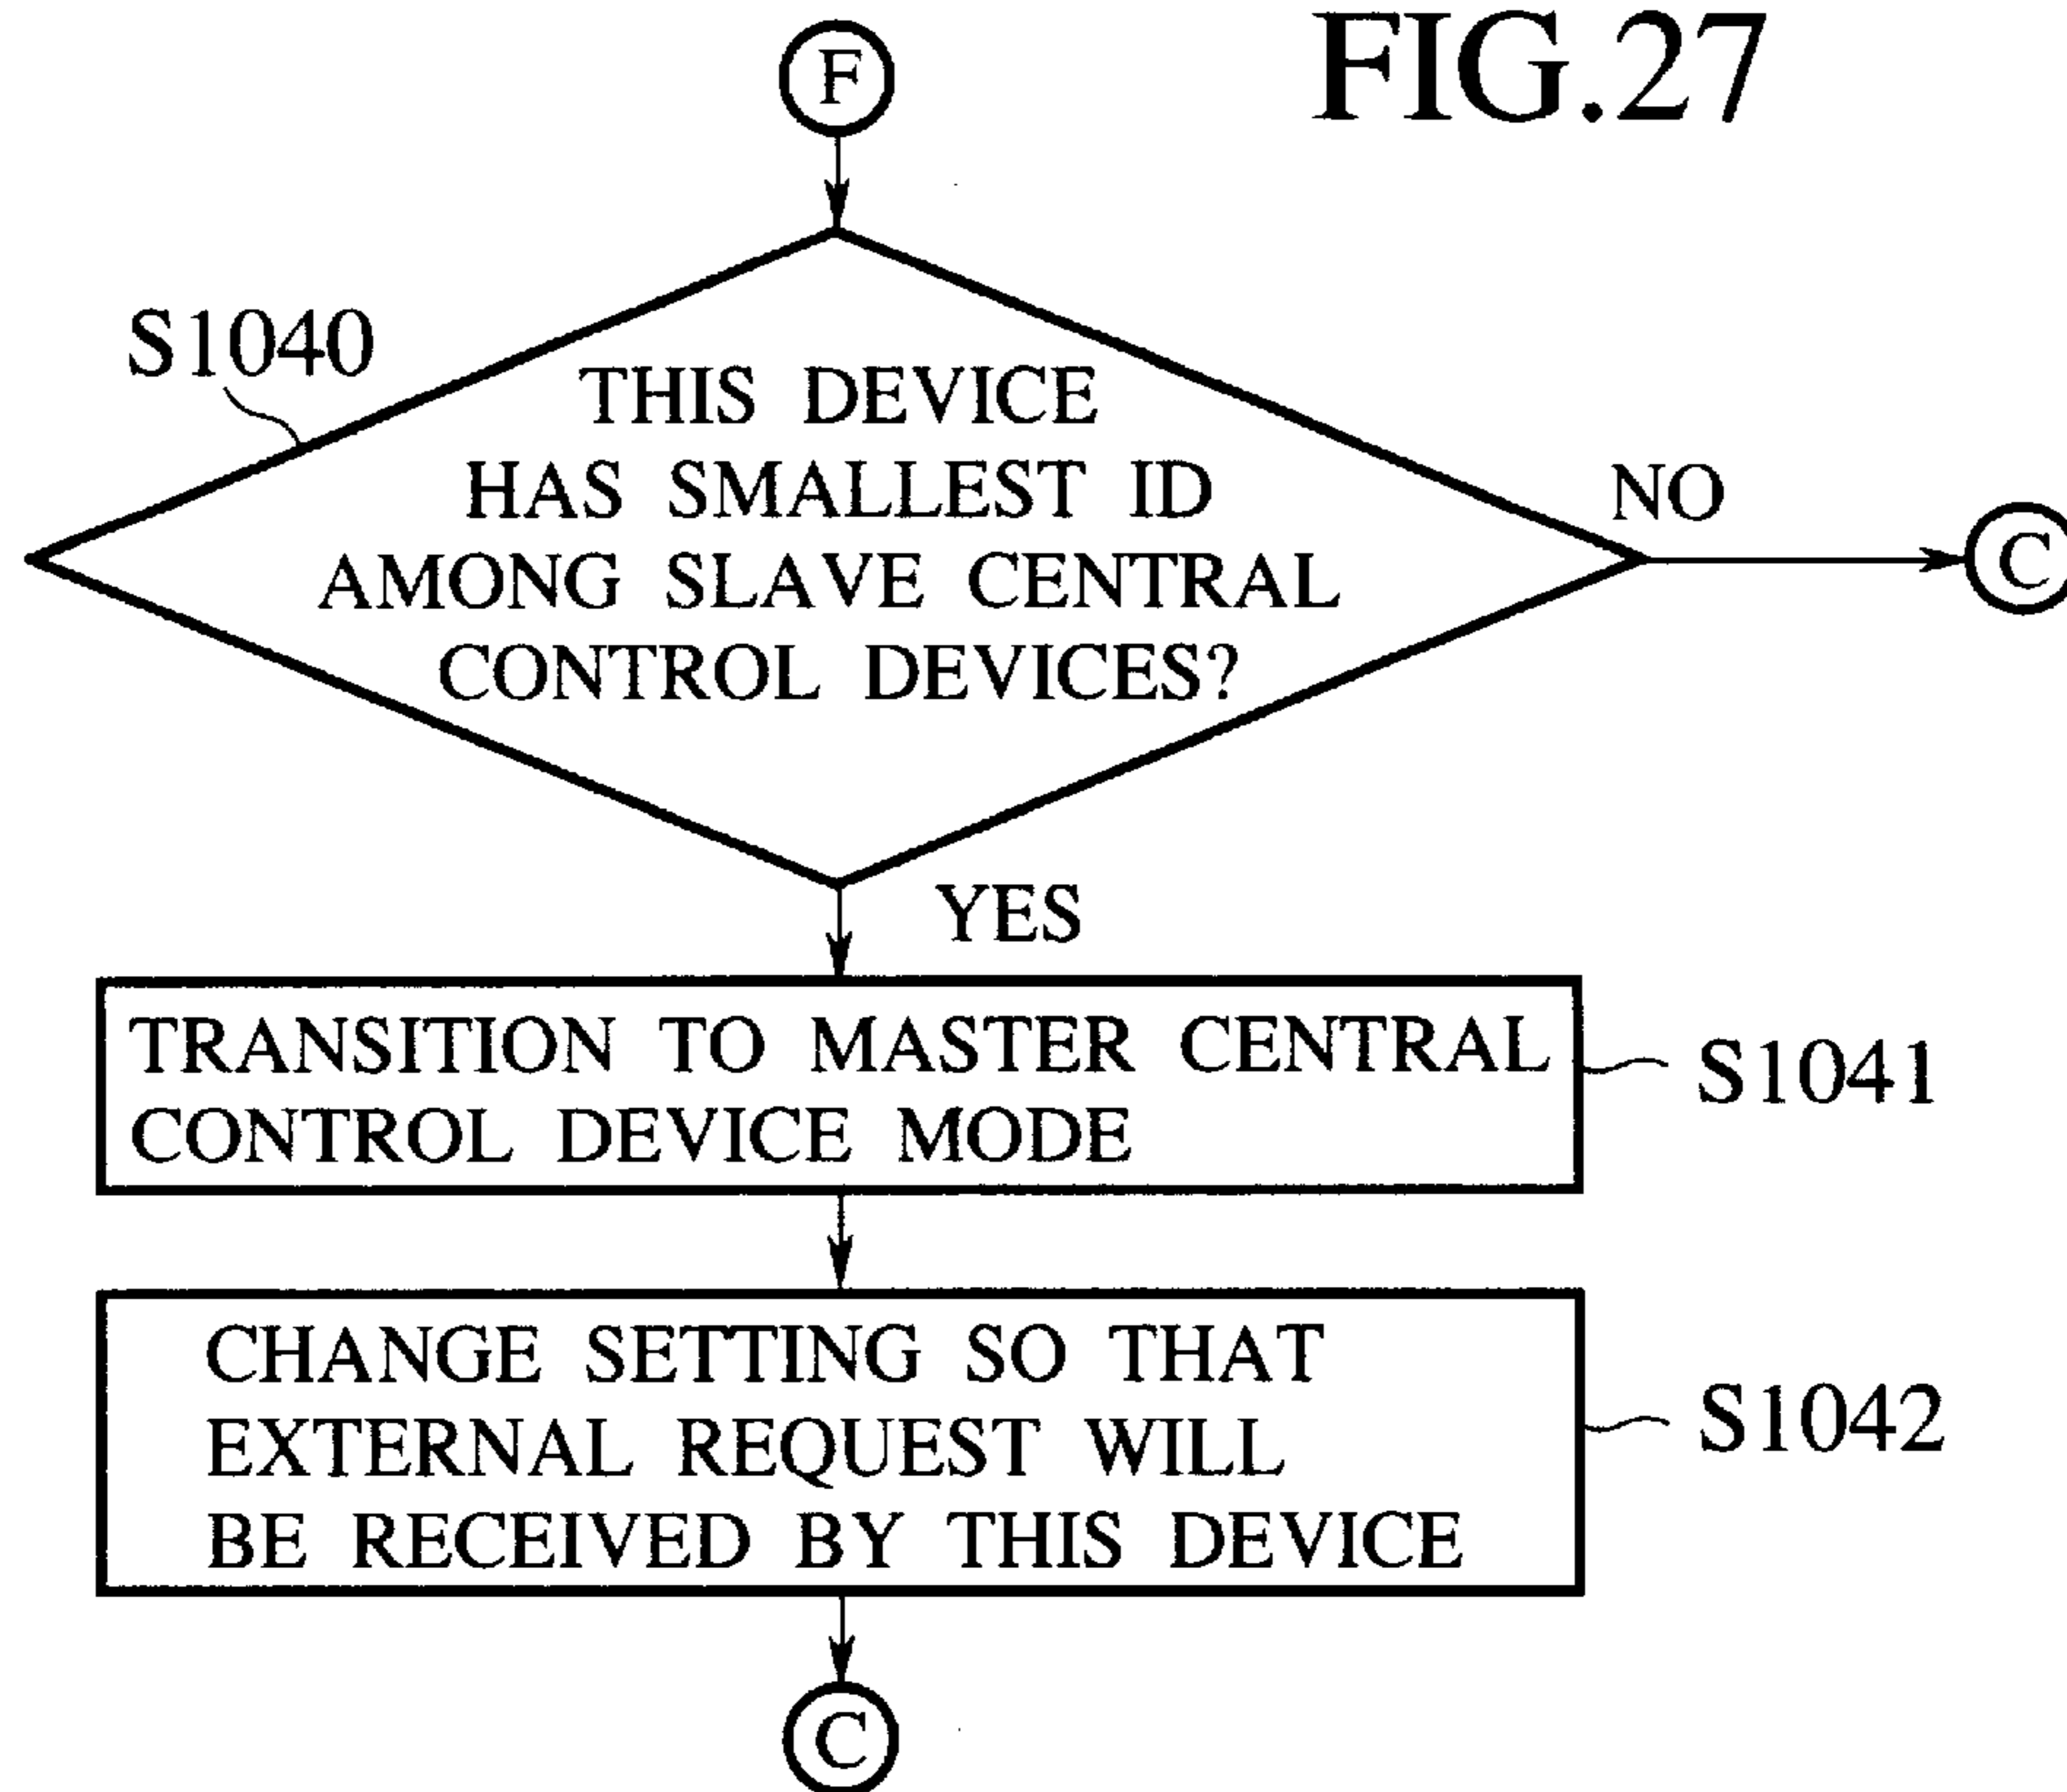 FIG.27
F
S1040
THIS DEVICE
HAS SMALLEST ID
AMONG SLAVE CENTRAL
CONTROL DEVICES?
NO
C
YES
TRANSITION TO MASTER CENTRAL
CONTROL DEVICE MODE
S1041
CHANGE SETTING SO THAT
EXTERNAL REQUEST WILL
BE RECEIVED BY THIS DEVICE
S1042
C